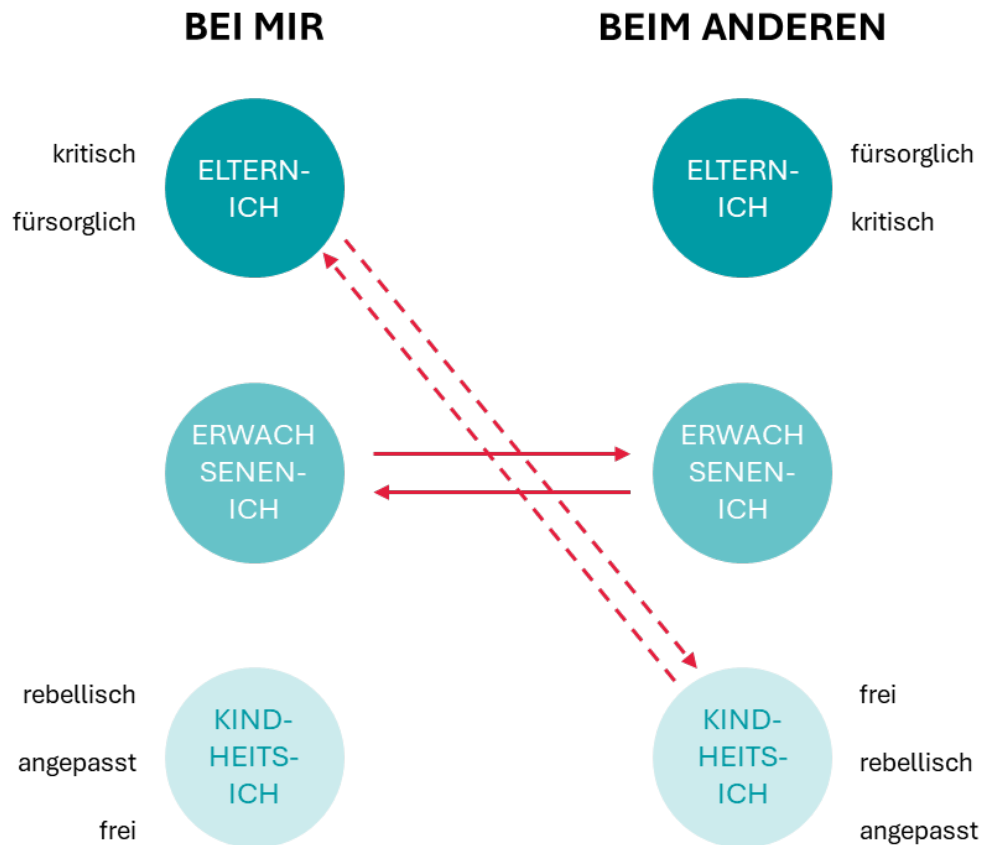 BEI MIR
BEIM ANDEREN
kritisch
fürsorglich
ELTERN-
ICH
ELTERN-
ICH
fürsorglich
kritisch
ERWACH
SENEN-
ICH
ERWACH
SENEN-
ICH
rebellisch
angepasst
frei
KIND-
HEITS-
ICH
KIND-
HEITS-
ICH
frei
rebellisch
angepasst